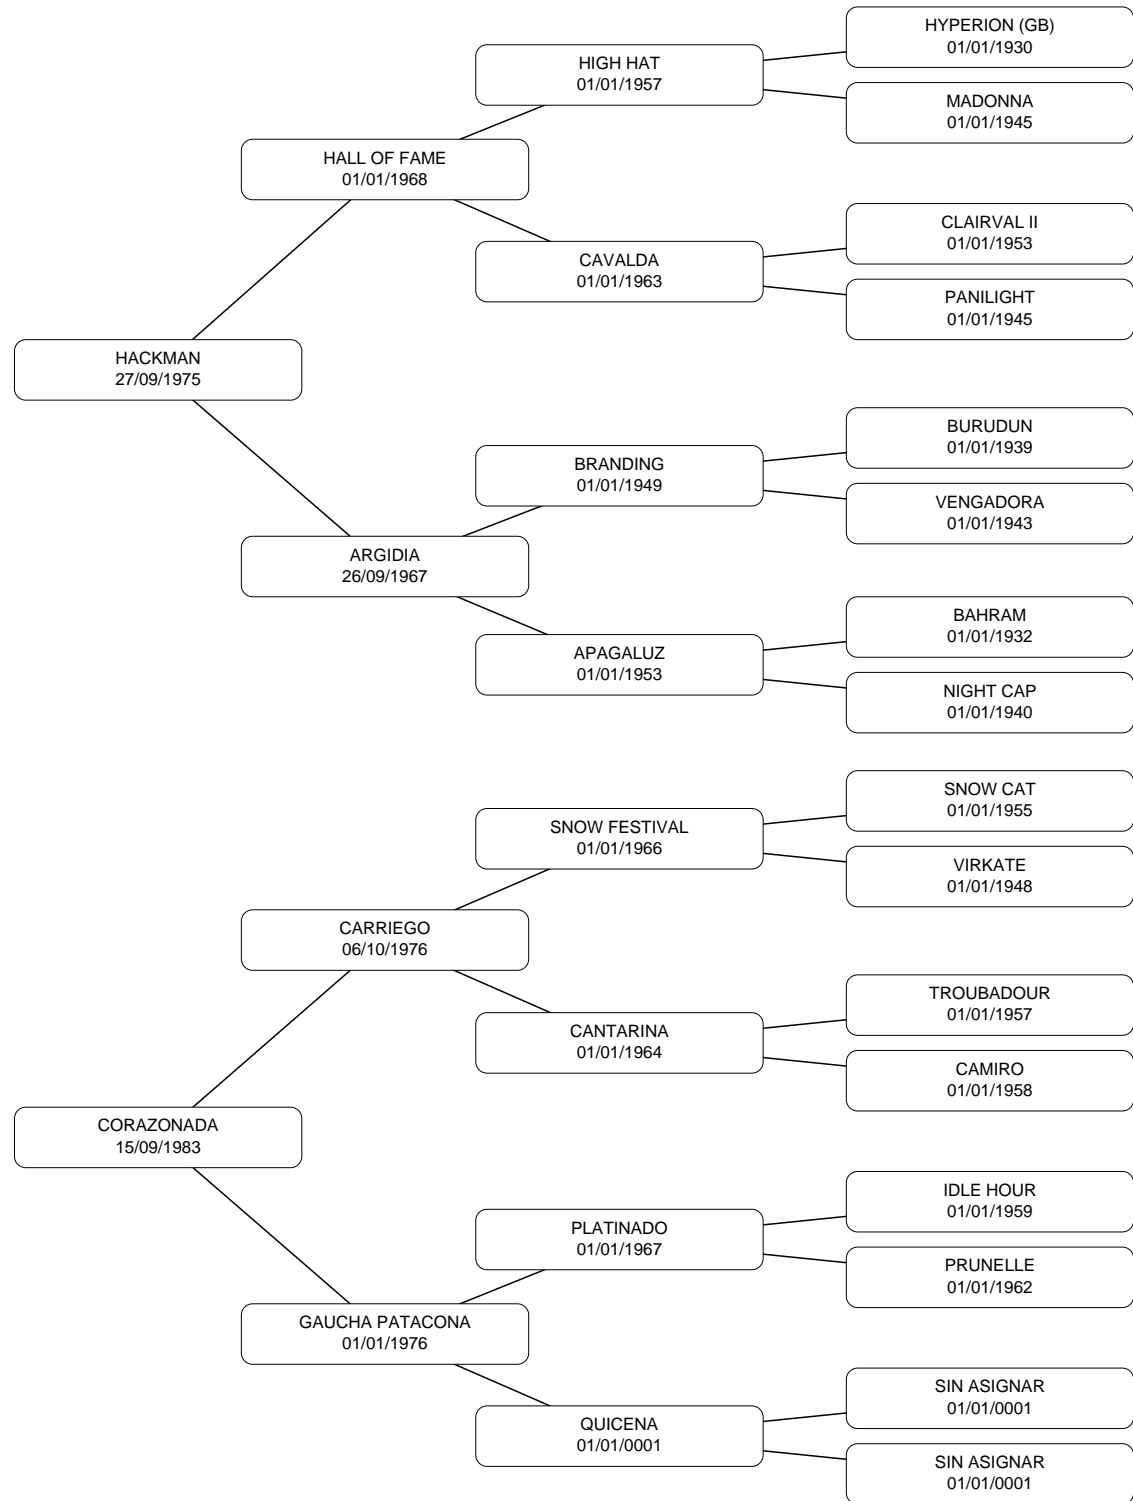 HYPERION (GB)
01/01/1930
HIGH HAT
01/01/1957
MADONNA
01/01/1945
HALL OF FAME
01/01/1968
CLAIRVAL II
01/01/1953
CAVALDA
01/01/1963
PANILIGHT
01/01/1945
HACKMAN
27/09/1975
BURUDUN
01/01/1939
BRANDING
01/01/1949
VENGADORA
01/01/1943
ARGIDIA
26/09/1967
BAHRAM
01/01/1932
APAGALUZ
01/01/1953
NIGHT CAP
01/01/1940
SNOW CAT
01/01/1955
SNOW FESTIVAL
01/01/1966
VIRKATE
01/01/1948
CARRIEGO
06/10/1976
TROUBADOUR
01/01/1957
CANTARINA
01/01/1964
CAMIRO
01/01/1958
CORAZONADA
15/09/1983
IDLE HOUR
01/01/1959
PLATINADO
01/01/1967
PRUNELLE
01/01/1962
GAUCHA PATACONA
01/01/1976
SIN ASIGNAR
01/01/0001
QUICENA
01/01/0001
SIN ASIGNAR
01/01/0001